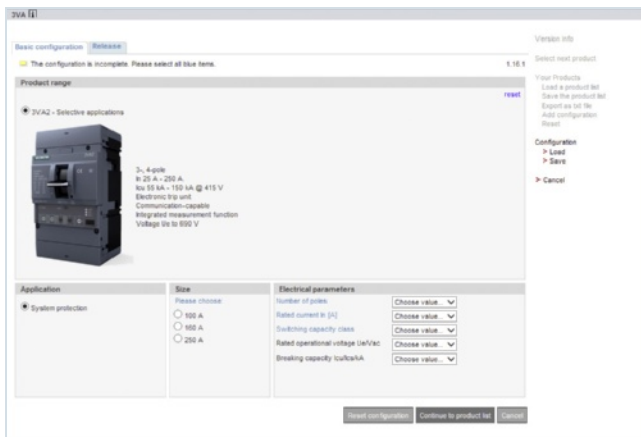 3VA
Basic configuration Release
The configuration is incomplete. Please select all blue items. 1.16.1
Product range
reset
3VA2 - Selective applications
3-, 4-pole
In 25 A - 250 A
Icu 55 kA - 150 kA @ 415 V
Electronic trip unit
Communication-capable
Integrated measurement function
Voltage Ue to 690 V
Application
System protection
Size
Please choose:
100 A
160 A
250 A
Electrical parameters
Number of poles: Choose value...
Rated current In [A] Choose value...
Switching capacity class Choose value...
Rated operational voltage Ue/Vac Choose value...
Breaking capacity Icu/Ica/kA Choose value...
Reset configuration Continue to product list Cancel
Version info
Select next product
Your Products
Load a product list
Save the product list
Export as txt file
Add configuration
Reset
Configuration
> Load
> Save
> Cancel